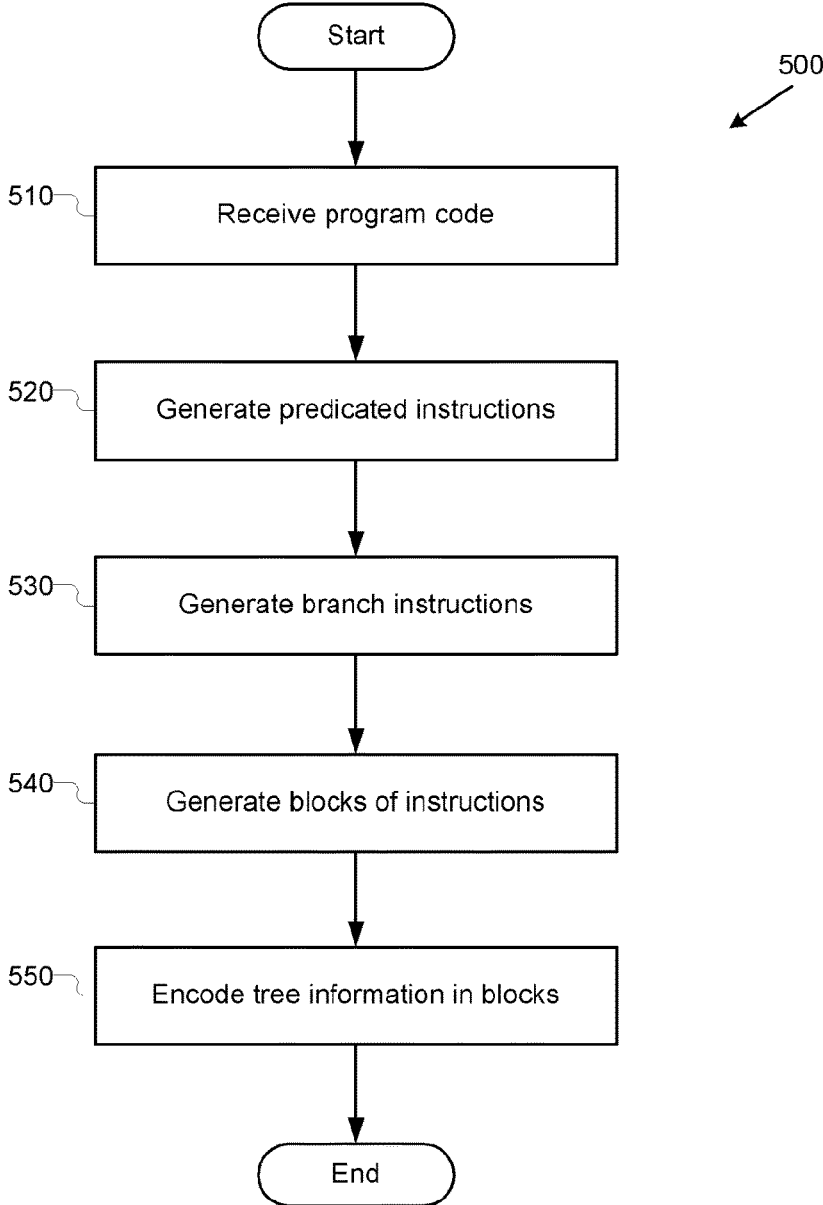 Start
500
510
Receive program code
520
Generate predicated instructions
530
Generate branch instructions
540
Generate blocks of instructions
550
Encode tree information in blocks
End